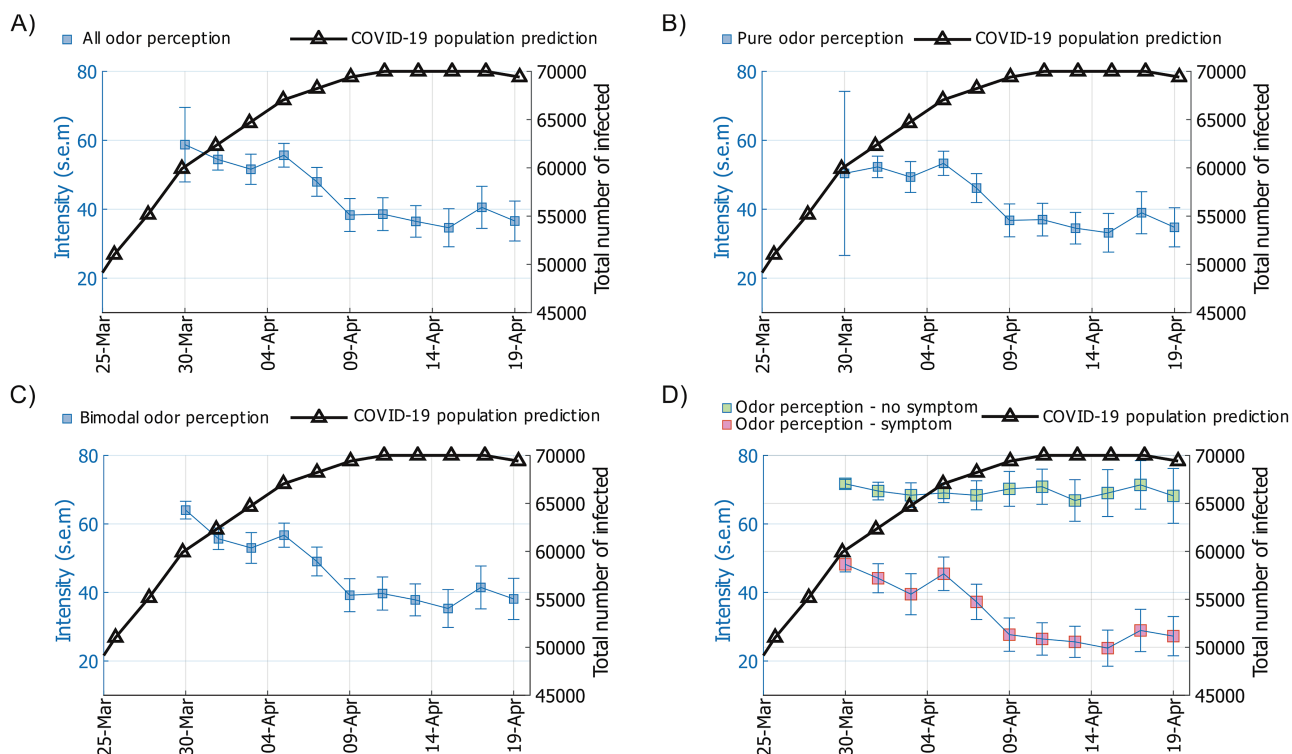 A)
All odor perception
COVID-19 population prediction
80
60
40
20
Intensity (s.e.m)
70000
65000
60000
55000
50000
45000
Total number of infected
25-Mar
30-Mar
04-Apr
09-Apr
14-Apr
19-Apr
B)
Pure odor perception
COVID-19 population prediction
80
60
40
20
Intensity (s.e.m)
70000
65000
60000
55000
50000
45000
Total number of infected
25-Mar
30-Mar
04-Apr
09-Apr
14-Apr
19-Apr
C)
Bimodal odor perception
COVID-19 population prediction
80
60
40
20
Intensity (s.e.m)
70000
65000
60000
55000
50000
45000
Total number of infected
25-Mar
30-Mar
04-Apr
09-Apr
14-Apr
19-Apr
D)
Odor perception - no symptom
Odor perception - symptom
COVID-19 population prediction
80
60
40
20
Intensity (s.e.m)
70000
65000
60000
55000
50000
45000
Total number of infected
25-Mar
30-Mar
04-Apr
09-Apr
14-Apr
19-Apr